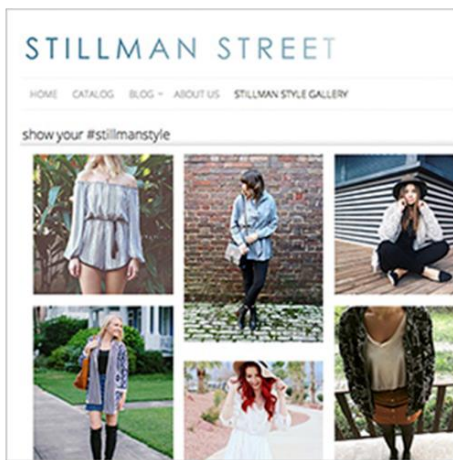 STILLMAN STREET
HOME CATALOG BLOG ABOUT US STILLMAN STYLE GALLERY
show your #stillmanstyle